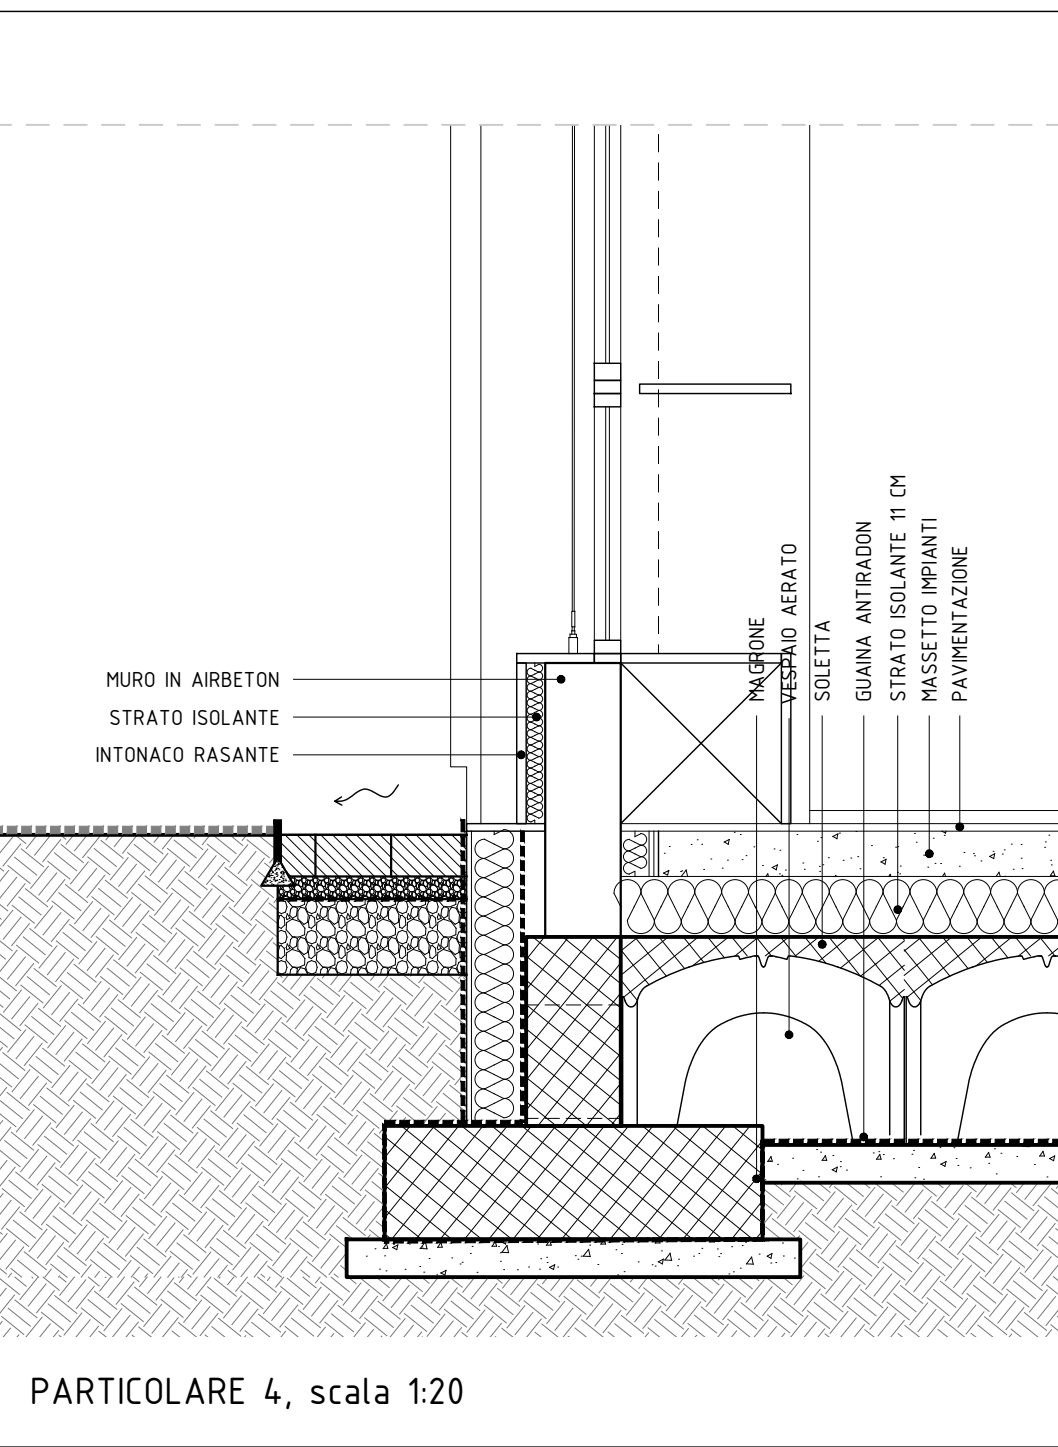 MAGRONE
VESPAIO AERATO
SOLETTA
GUAINA ANTIRADON
STRATO ISOLANTE 11 CM
MASSETTO IMPIANTI
PAVIMENTAZIONE
MURO IN AIRBETON
STRATO ISOLANTE
INTONACO RASANTE
PARTICOLARE 4, scala 1:20